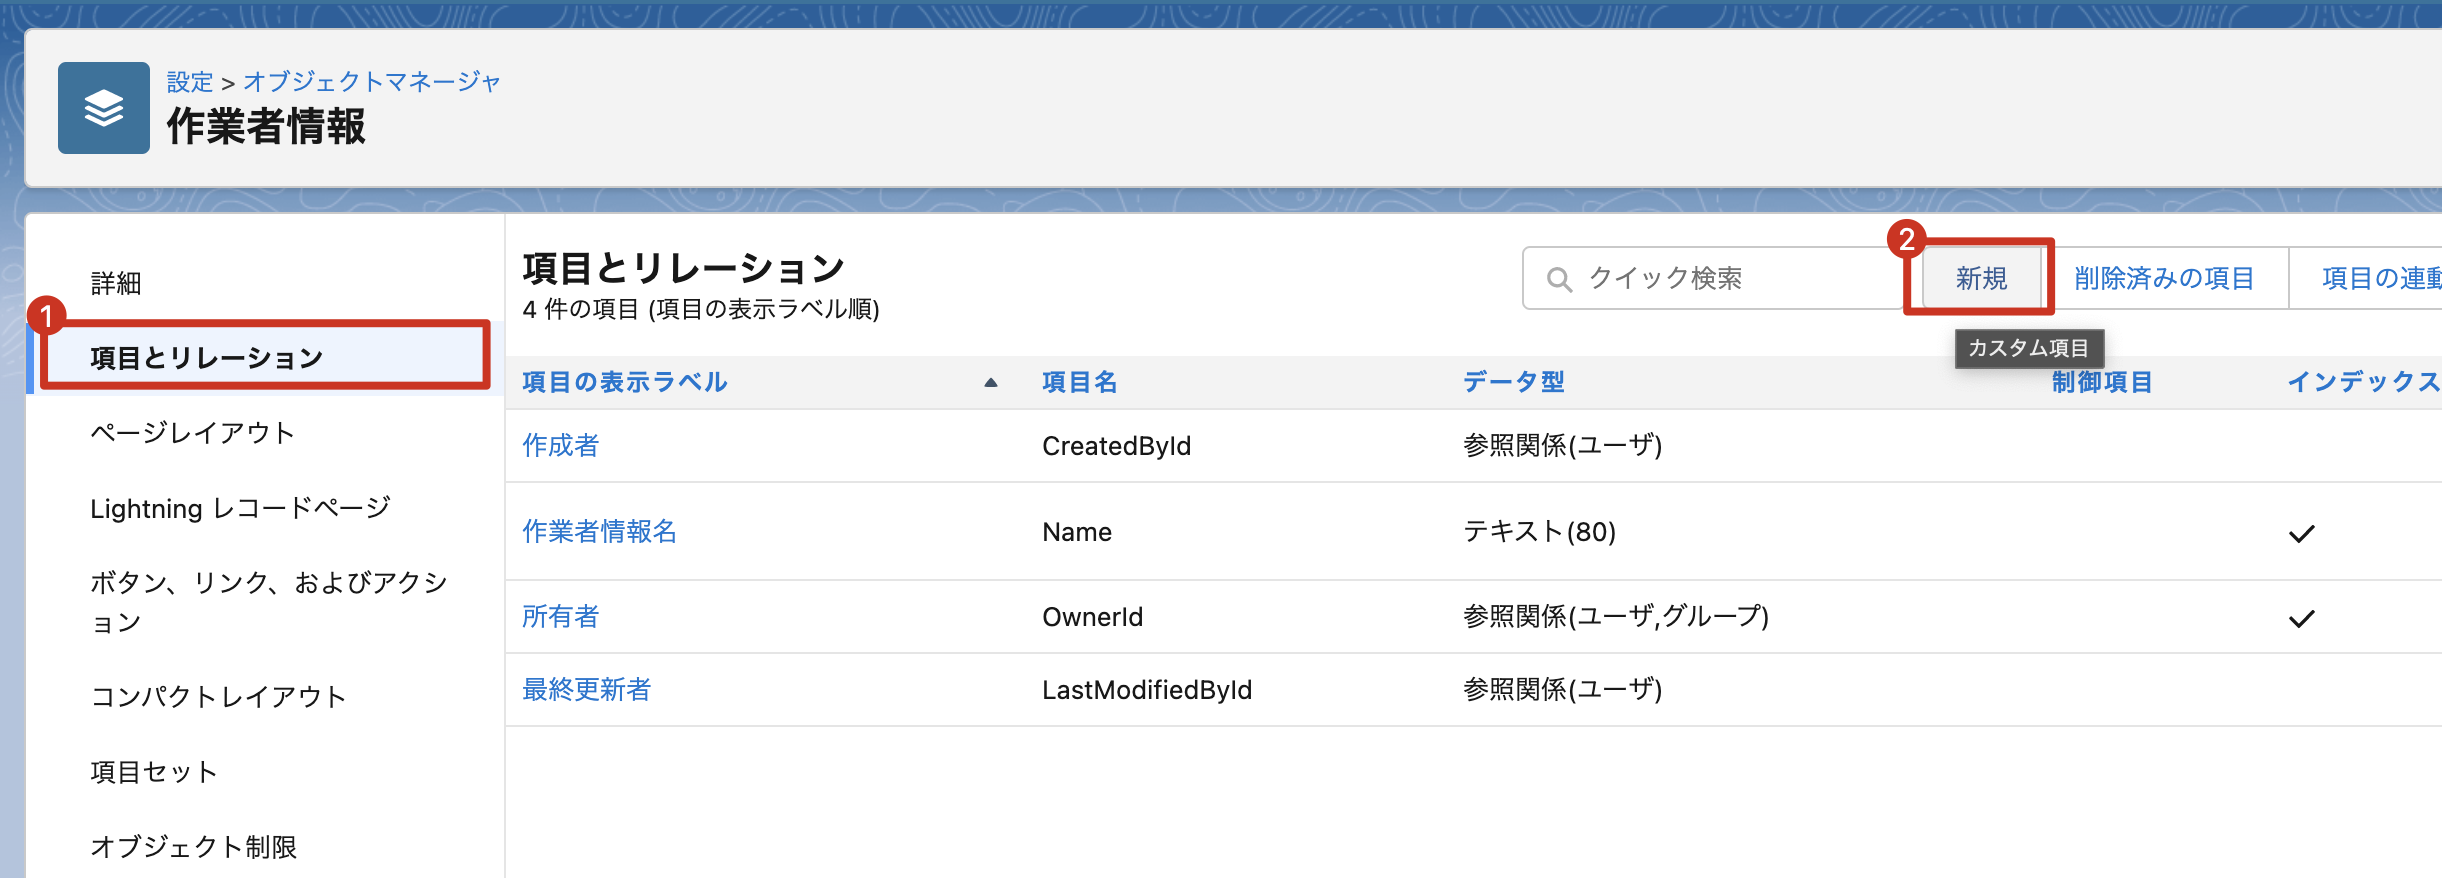 設定 > オブジェクトマネージャ
作業者情報
詳細
1
項目とリレーション
ページレイアウト
Lightning レコードページ
ボタン、リンク、およびアクシ
ョン
コンパクトレイアウト
項目セット
オブジェクト制限
項目とリレーション
4 件の項目 (項目の表示ラベル順)
クイック検索
2
新規
削除済みの項目
項目の連動
カスタム項目
項目の表示ラベル 項目名 データ型 制御項目 インデックス
作成者 CreatedById 参照関係(ユーザ)
作業者情報名 Name テキスト(80)
所有者 OwnerId 参照関係(ユーザ,グループ)
最終更新者 LastModifiedById 参照関係(ユーザ)